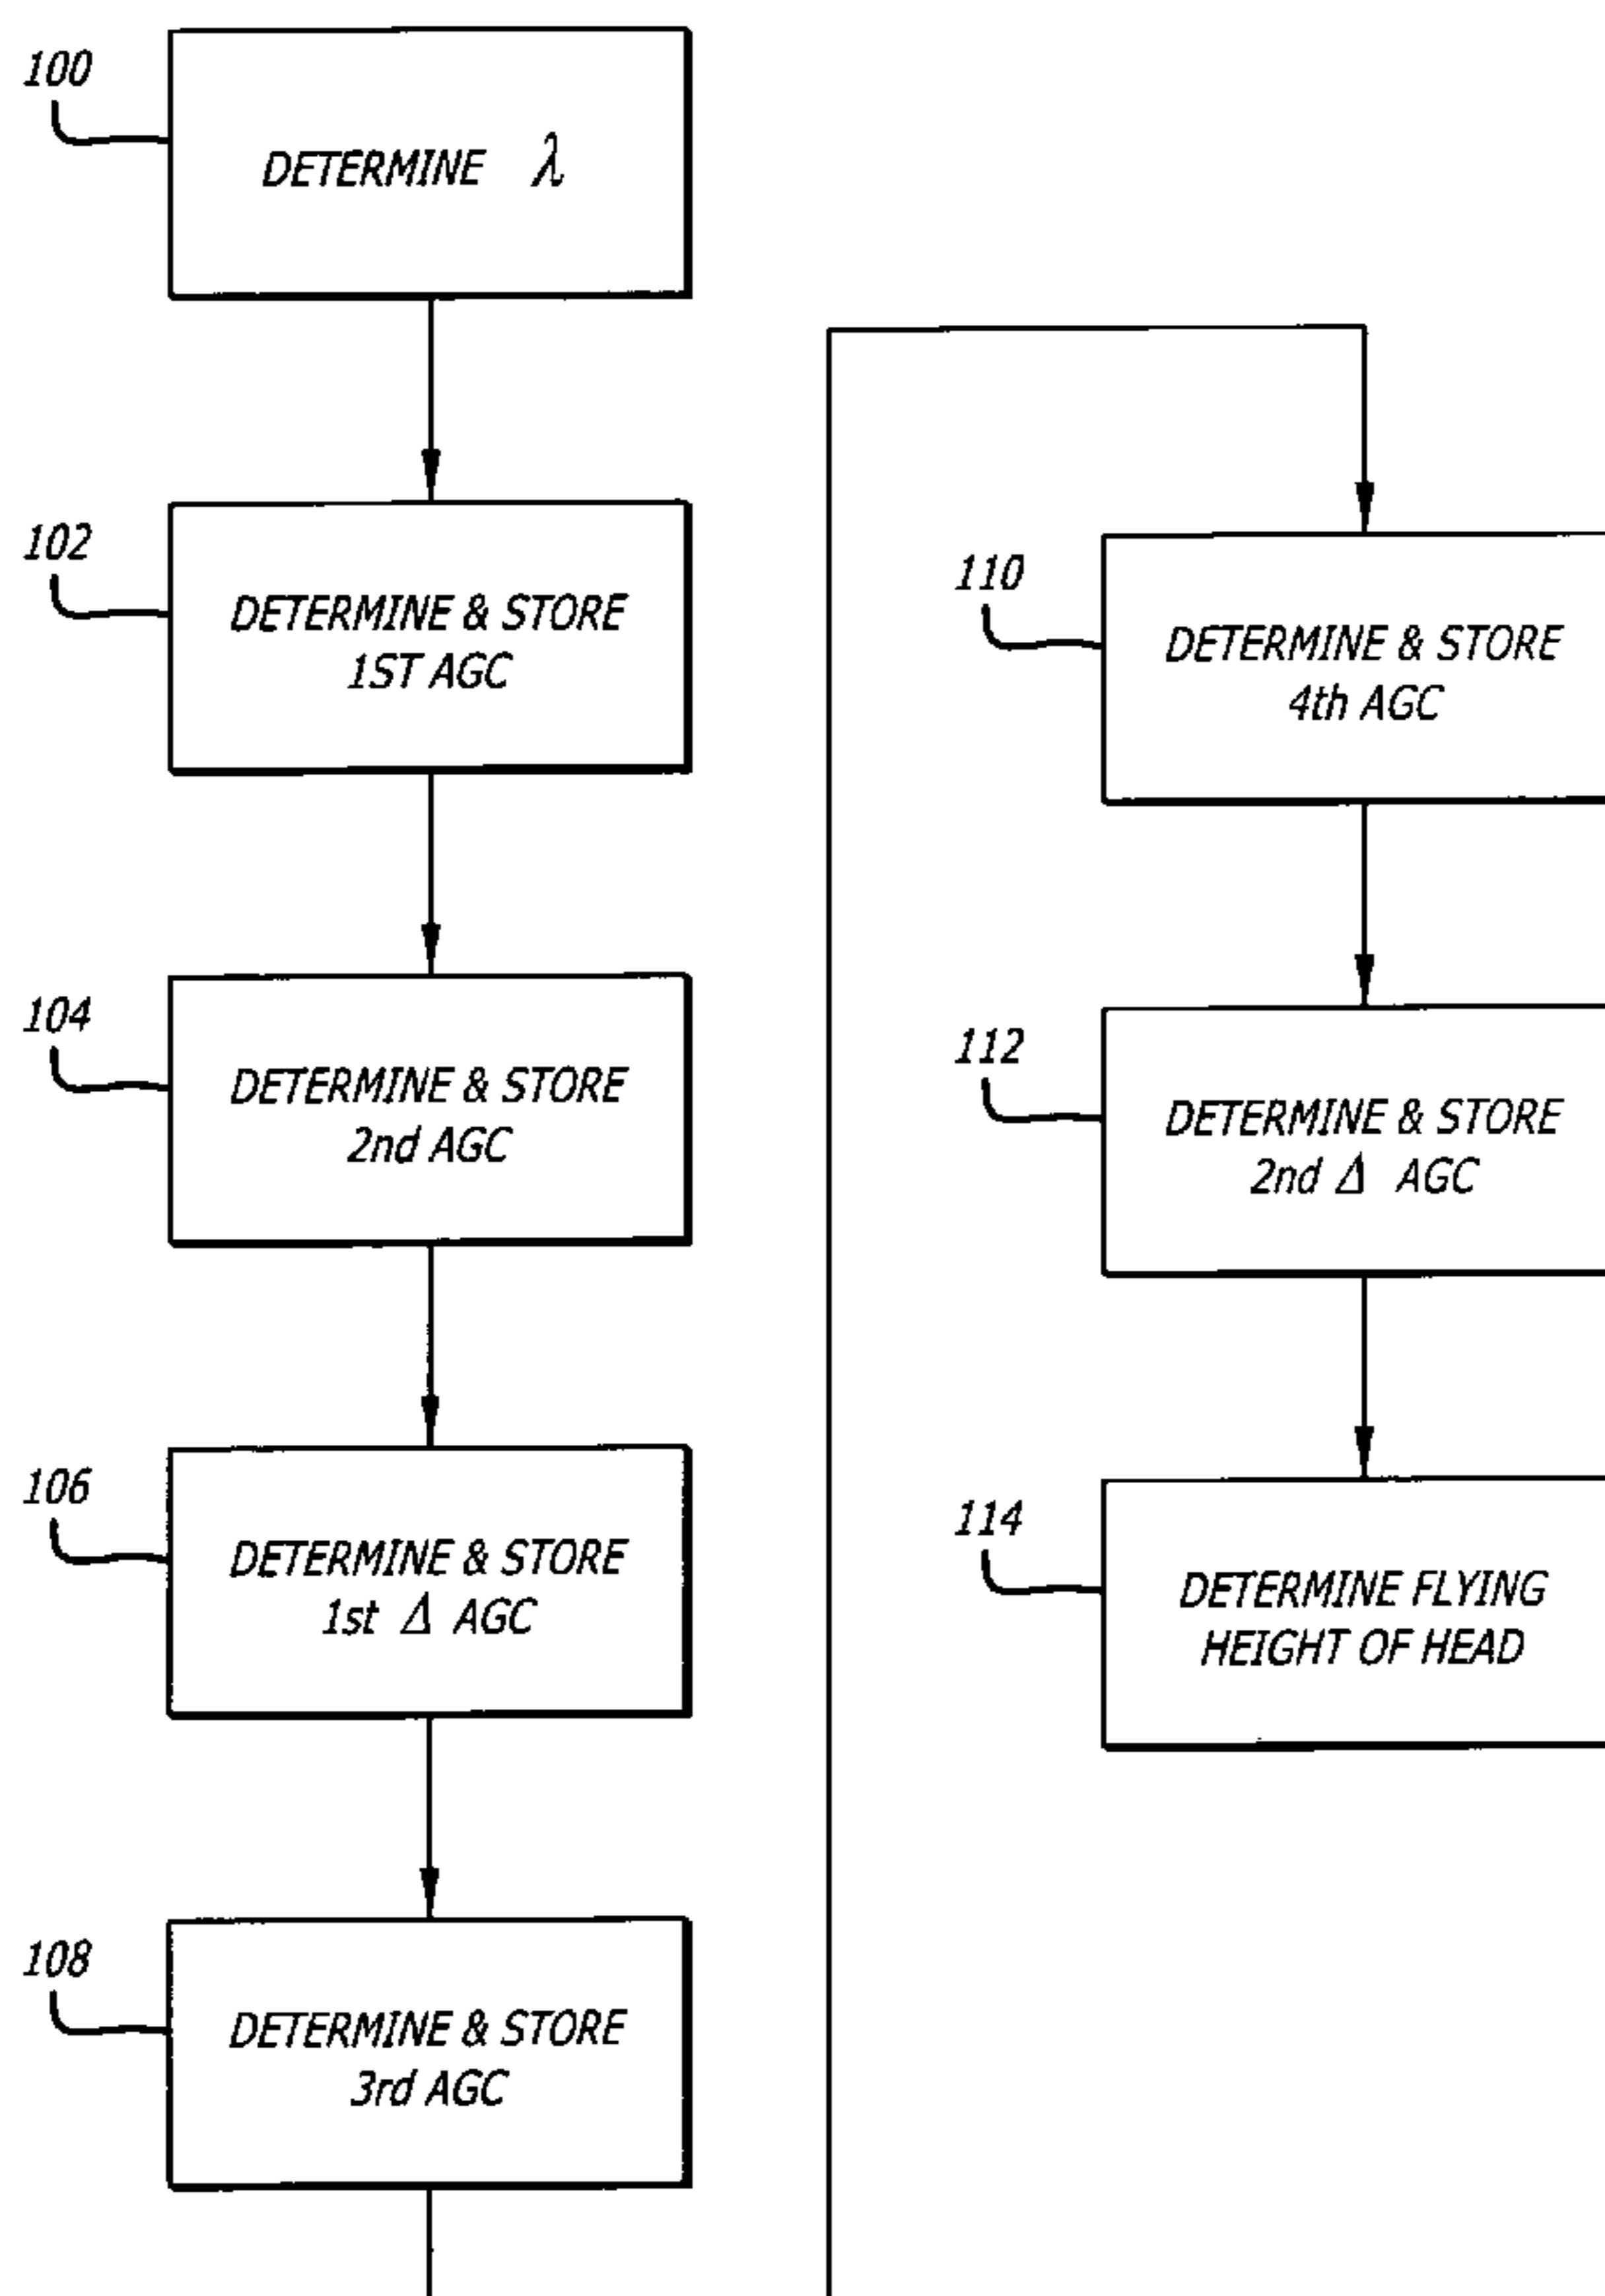 100
DETERMINE λ
102
DETERMINE & STORE
1ST AGC
104
DETERMINE & STORE
2nd AGC
106
DETERMINE & STORE
1st Δ AGC
108
DETERMINE & STORE
3rd AGC
110
DETERMINE & STORE
4th AGC
112
DETERMINE & STORE
2nd Δ AGC
114
DETERMINE FLYING
HEIGHT OF HEAD